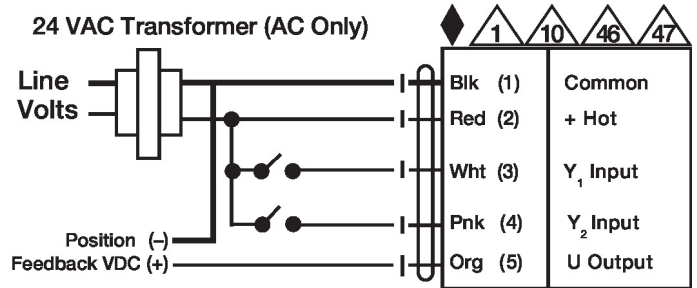 24 VAC Transformer (AC Only)
1 10 46 47
Line
Volts
Blk (1) Common
Red (2) + Hot
Wht (3) Y1 Input
Pnk (4) Y2 Input
Position (–)
Feedback VDC (+)
Org (5) U Output